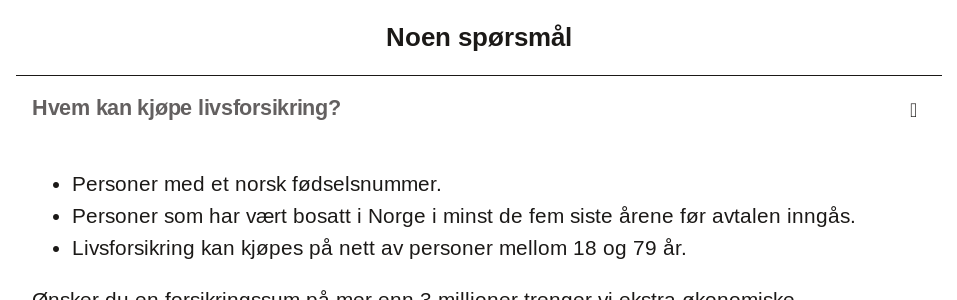 Noen spørsmål
Hvem kan kjøpe livsforsikring?
• Personer med et norsk fødselsnummer.
• Personer som har vært bosatt i Norge i minst de fem siste årene før avtalen inngås.
• Livsforsikring kan kjøpes på nett av personer mellom 18 og 79 år.
Ønsker du en forsikringssum på mer enn 3 millioner trenger vi ekstra økonomiske